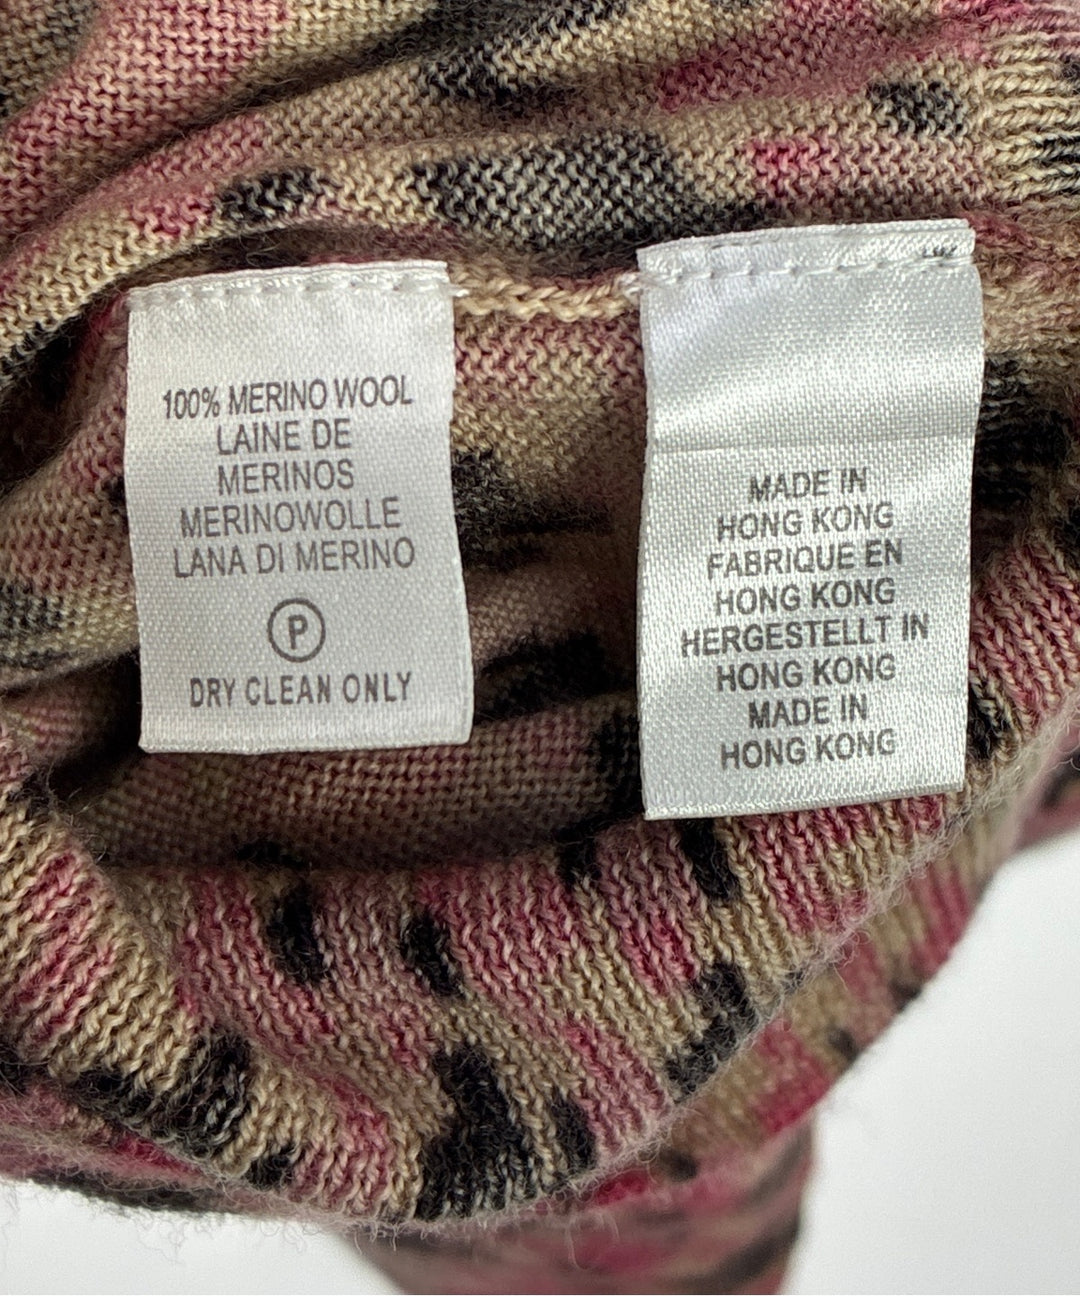 100% MERINO WOOL
LAINE DE
MERINOS
MERINOWOLLE
LANA DI MERINO
P
DRY CLEAN ONLY
MADE IN
HONG KONG
FABRIQUE EN
HONG KONG
HERGESTELLT IN
HONG KONG
MADE IN
HONG KONG